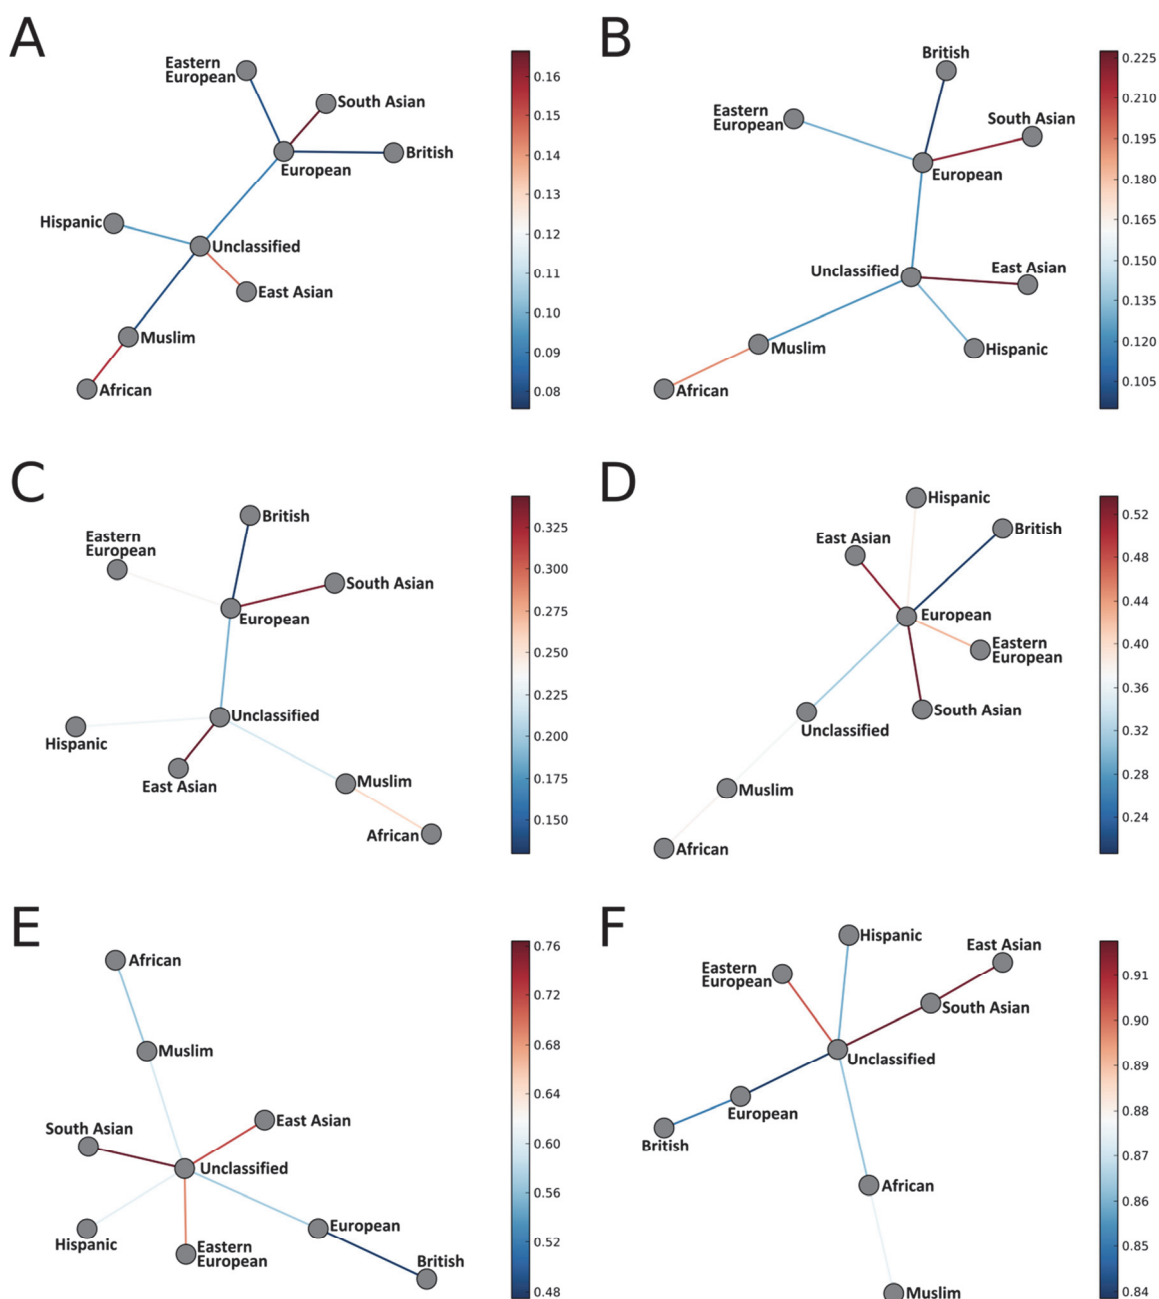 A
Eastern
European
South Asian
British
European
Hispanic
Unclassified
East Asian
Muslim
African
0.16
0.15
0.14
0.13
0.12
0.11
0.10
0.09
0.08
B
British
Eastern
European
South Asian
European
Unclassified
East Asian
Muslim
Hispanic
African
0.225
0.210
0.195
0.180
0.165
0.150
0.135
0.120
0.105
C
British
Eastern
European
South Asian
European
Unclassified
Hispanic
East Asian
Muslim
African
0.325
0.300
0.275
0.250
0.225
0.200
0.175
0.150
D
Hispanic
British
East Asian
European
Eastern
European
South Asian
Unclassified
Muslim
African
0.52
0.48
0.44
0.40
0.36
0.32
0.28
0.24
E
African
Muslim
South Asian
East Asian
Unclassified
European
Hispanic
Eastern
European
British
0.76
0.72
0.68
0.64
0.60
0.56
0.52
0.48
F
Hispanic
East Asian
Eastern
European
South Asian
Unclassified
European
British
African
Muslim
0.91
0.90
0.89
0.88
0.87
0.86
0.85
0.84